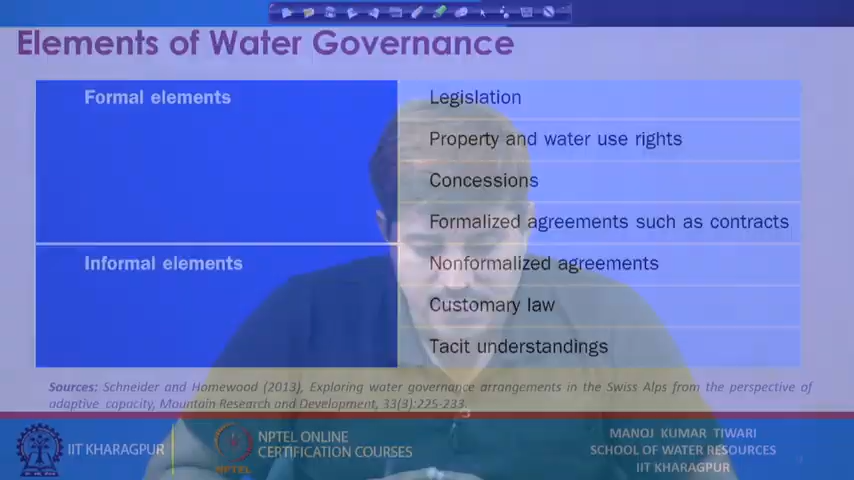 Elements of Water Governance
Formal elements
Legislation
Property and water use rights
Concessions
Formalized agreements such as contracts
Informal elements
Nonformalized agreements
Customary law
Tacit understandings
Sources: Schneider and Homewood (2013), Exploring water governance arrangements in the Swiss Alps from the perspective of
adaptive capacity, Mountain Research and Development, 33(3):225-233.
IIT KHARAGPUR
NPTEL
NPTEL ONLINE
CERTIFICATION COURSES
MANOJ KUMAR TIWARI
SCHOOL OF WATER RESOURCES
IIT KHARAGPUR